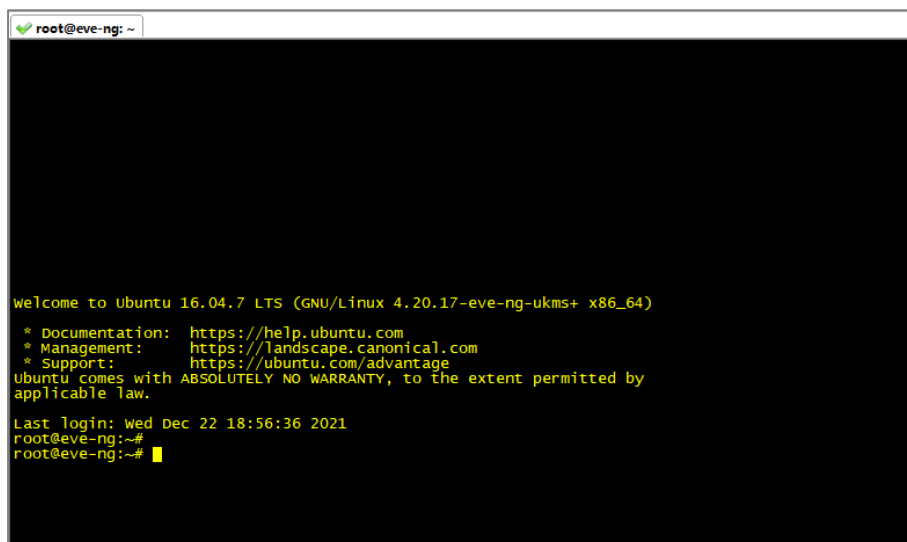 root@eve-ng: ~
Welcome to Ubuntu 16.04.7 LTS (GNU/Linux 4.20.17-eve-ng-ukms+ x86_64)
* Documentation:  https://help.ubuntu.com
* Management:     https://landscape.canonical.com
* Support:        https://ubuntu.com/advantage
Ubuntu comes with ABSOLUTELY NO WARRANTY, to the extent permitted by
applicable law.
Last login: Wed Dec 22 18:56:36 2021
root@eve-ng:~#
root@eve-ng:~#